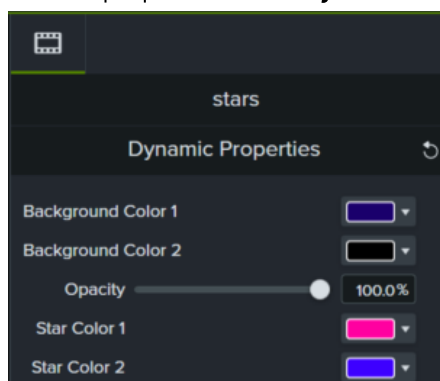 stars
Dynamic Properties
Background Color 1
Background Color 2
Opacity 100.0%
Star Color 1
Star Color 2